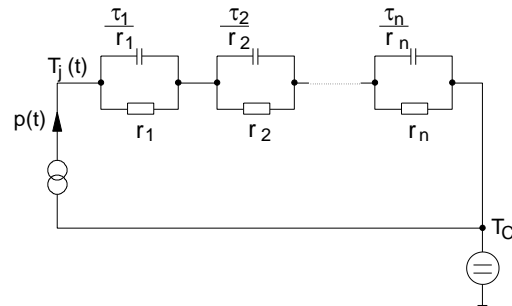 τ1 τ2 τn
r1 r2 rn
Tj (t)
r1 r2 rn
p(t)
TC